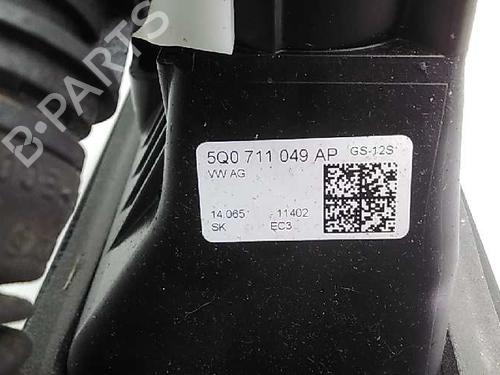 B-PARTS
5Q0 711 049 AP GS-12S
VW AG
14.065 11402
SK EC3